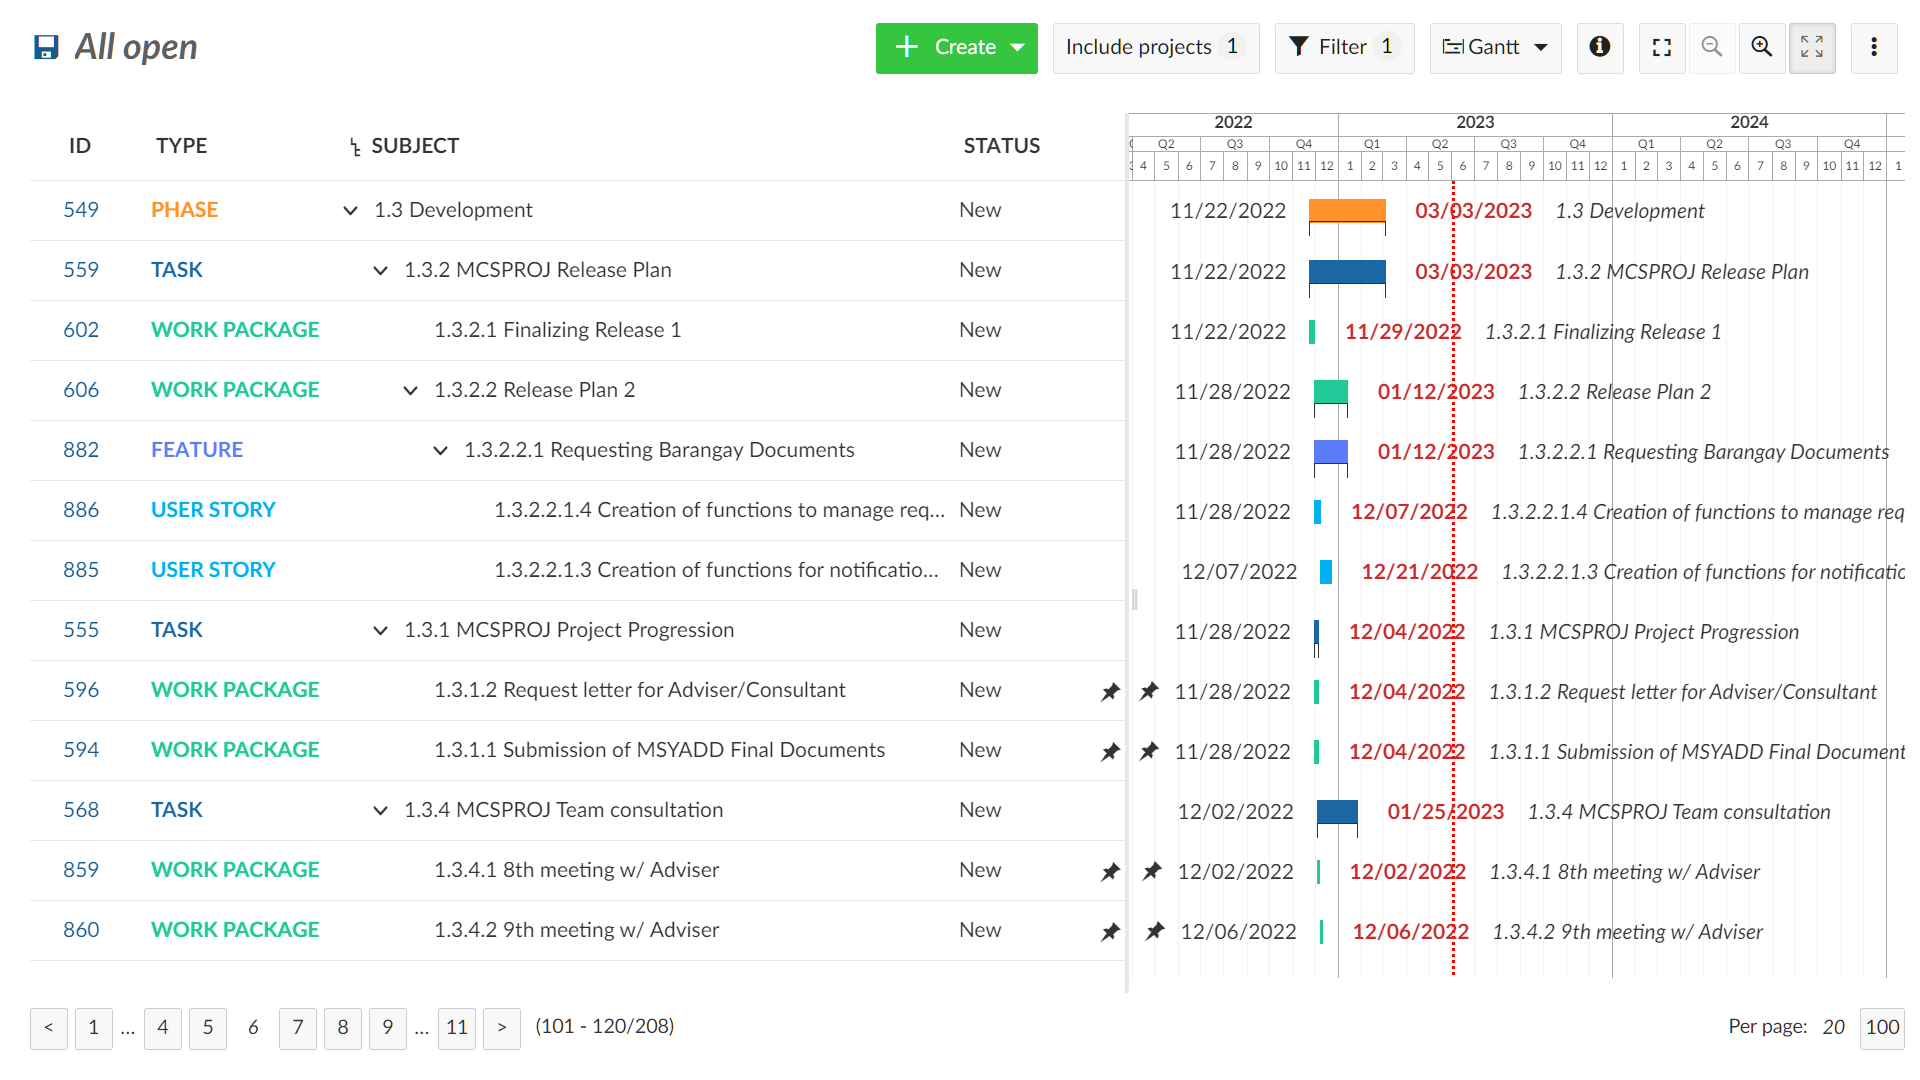 All open
Create
Include projects 1
Filter 1
Gantt
ID TYPE SUBJECT STATUS
2022 2023 2024
Q2 Q3 Q4 Q1 Q2 Q3 Q4 Q1 Q2 Q3 Q4
4 5 6 7 8 9 10 11 12 1 2 3 4 5 6 7 8 9 10 11 12 1 2 3 4 5 6 7 8 9 10 11 12 1
549 PHASE 1.3 Development New 11/22/2022 03/03/2023 1.3 Development
559 TASK 1.3.2 MCSPROJ Release Plan New 11/22/2022 03/03/2023 1.3.2 MCSPROJ Release Plan
602 WORK PACKAGE 1.3.2.1 Finalizing Release 1 New 11/22/2022 11/29/2022 1.3.2.1 Finalizing Release 1
606 WORK PACKAGE 1.3.2.2 Release Plan 2 New 11/28/2022 01/12/2023 1.3.2.2 Release Plan 2
882 FEATURE 1.3.2.2.1 Requesting Barangay Documents New 11/28/2022 01/12/2023 1.3.2.2.1 Requesting Barangay Documents
886 USER STORY 1.3.2.2.1.4 Creation of functions to manage req... New 11/28/2022 12/07/2022 1.3.2.2.1.4 Creation of functions to manage req
885 USER STORY 1.3.2.2.1.3 Creation of functions for notificatio... New 12/07/2022 12/21/2022 1.3.2.2.1.3 Creation of functions for notificatio
555 TASK 1.3.1 MCSPROJ Project Progression New 11/28/2022 12/04/2022 1.3.1 MCSPROJ Project Progression
596 WORK PACKAGE 1.3.1.2 Request letter for Adviser/Consultant New 11/28/2022 12/04/2022 1.3.1.2 Request letter for Adviser/Consultant
594 WORK PACKAGE 1.3.1.1 Submission of MSYADD Final Documents New 11/28/2022 12/04/2022 1.3.1.1 Submission of MSYADD Final Document
568 TASK 1.3.4 MCSPROJ Team consultation New 12/02/2022 01/25/2023 1.3.4 MCSPROJ Team consultation
859 WORK PACKAGE 1.3.4.1 8th meeting w/ Adviser New 12/02/2022 12/02/2022 1.3.4.1 8th meeting w/ Adviser
860 WORK PACKAGE 1.3.4.2 9th meeting w/ Adviser New 12/06/2022 12/06/2022 1.3.4.2 9th meeting w/ Adviser
< 1 ... 4 5 6 7 8 9 ... 11 > (101 - 120/208) Per page: 20 100